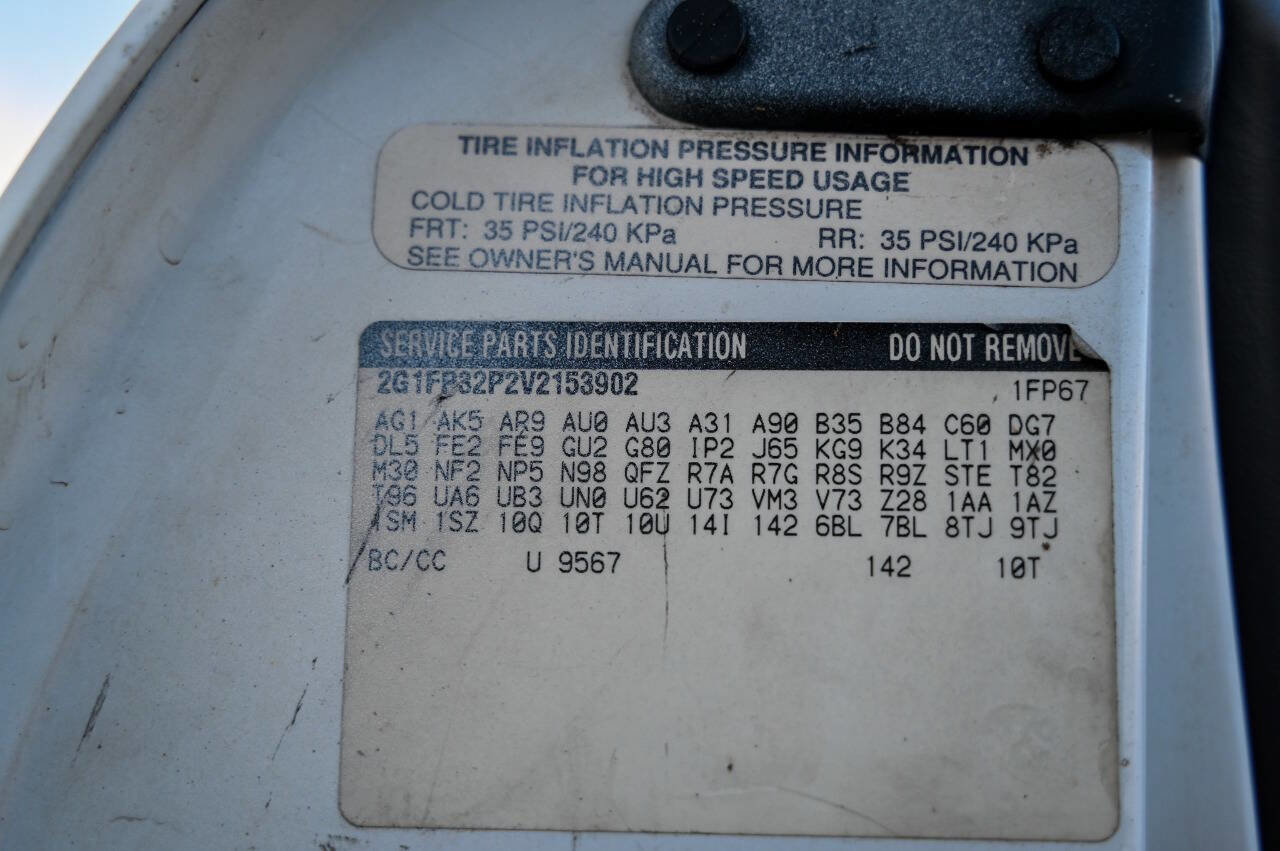 TIRE INFLATION PRESSURE INFORMATION
FOR HIGH SPEED USAGE
COLD TIRE INFLATION PRESSURE
FRT: 35 PSI/240 KPa RR: 35 PSI/240 KPa
SEE OWNER'S MANUAL FOR MORE INFORMATION
SERVICE PARTS IDENTIFICATION DO NOT REMOVE
2G1FP32P2V2153902 1FP67
AG1 AK5 AR9 AU0 AU3 A31 A90 B35 B84 C60 DG7
DL5 FE2 FE9 GU2 G80 IP2 J65 KG9 K34 LT1 MX0
M30 NF2 NP5 N98 QFZ R7A R7G R8S R9Z STE T82
T96 UA6 UB3 UN0 U62 U73 VM3 V73 Z28 1AA 1AZ
1SM 1SZ 10Q 10T 10U 14I 142 6BL 7BL 8TJ 9TJ
BC/CC U 9567 142 10T